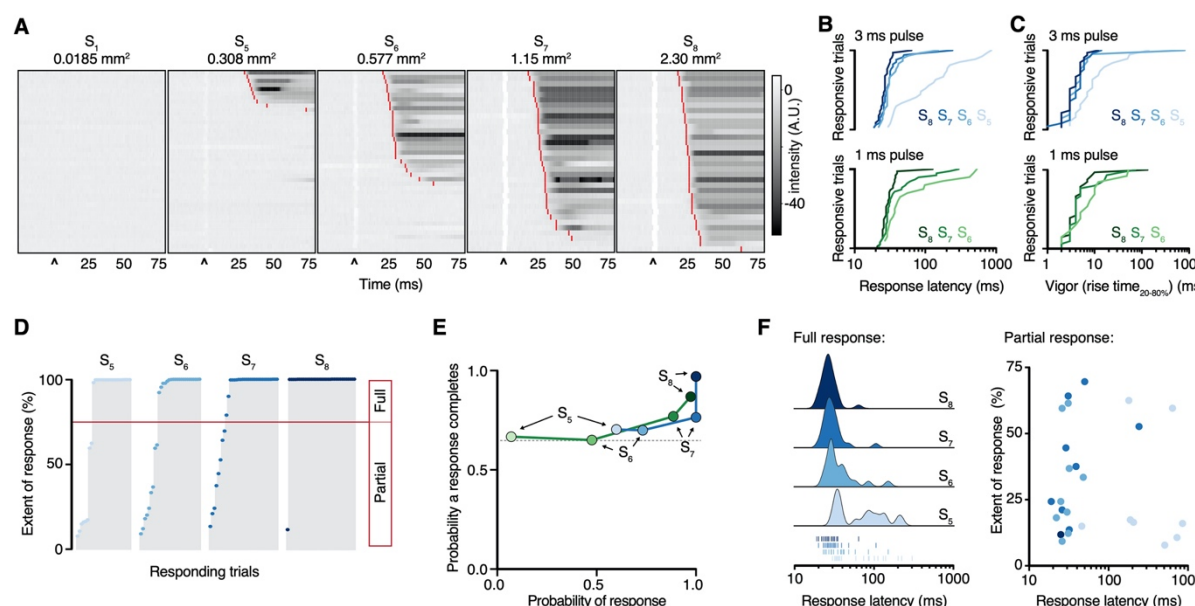 A
S1 S5 S6 S7 S8
0.0185 mm² 0.308 mm² 0.577 mm² 1.15 mm² 2.30 mm²
0
-40
intensity (A.U.)
^ 25 50 75 ^ 25 50 75 ^ 25 50 75 ^ 25 50 75 ^ 25 50 75
Time (ms)
B
3 ms pulse
Responsive trials
S8 S7 S6 S5
1 ms pulse
Responsive trials
S8 S7 S6
10 100 1000
Response latency (ms)
C
3 ms pulse
Responsive trials
S8 S7 S6 S5
1 ms pulse
Responsive trials
S8 S7 S6
1 10 100 1000
Vigor (rise time20-80%) (ms
D
S5 S6 S7 S8
Extent of response (%)
100
50
0
Full
Partial
Responding trials
E
Probability a response completes
1.0
0.5
0.0
S8
S5
S6
S7
0.0 0.5 1.0
Probability of response
F
Full response:
S8
S7
S6
S5
10 100 1000
Response latency (ms)
Partial response:
Extent of response (%)
75
50
25
0
10 100 1000
Response latency (ms)